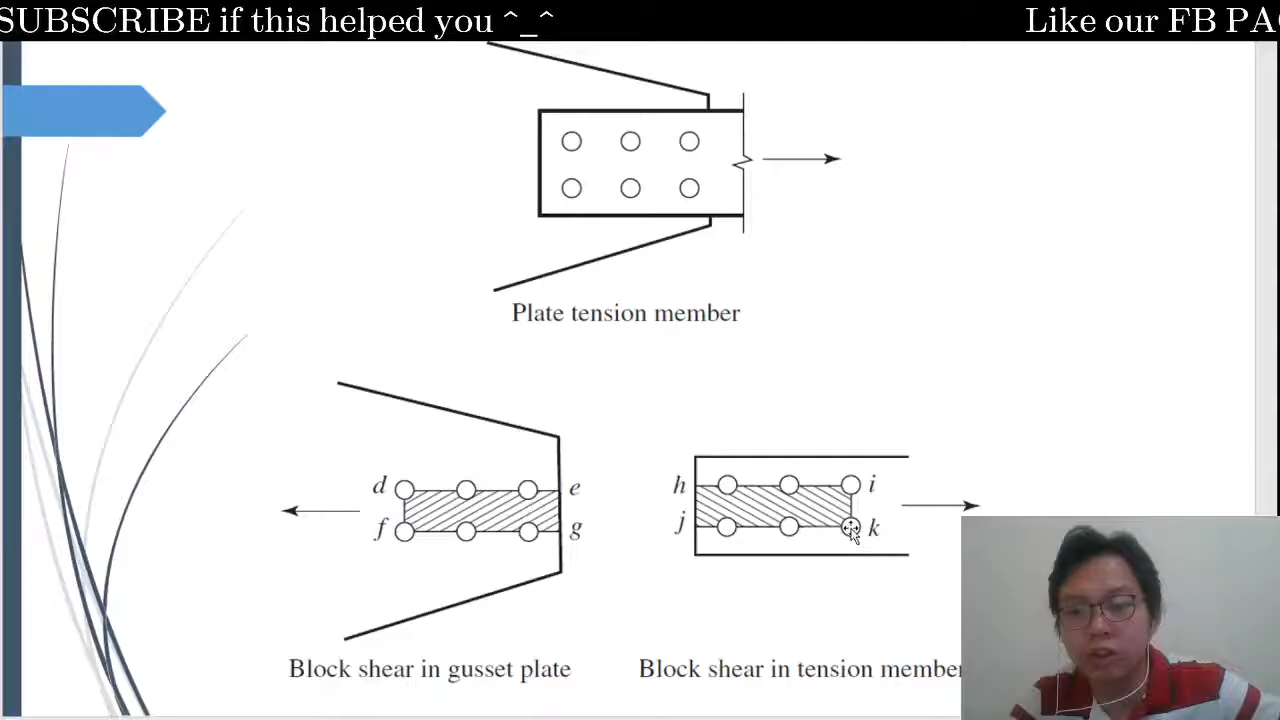 SUBSCRIBE if this helped you ^_^ Like our FB PA
Plate tension member
d e h i
f g j k
Block shear in gusset plate Block shear in tension member